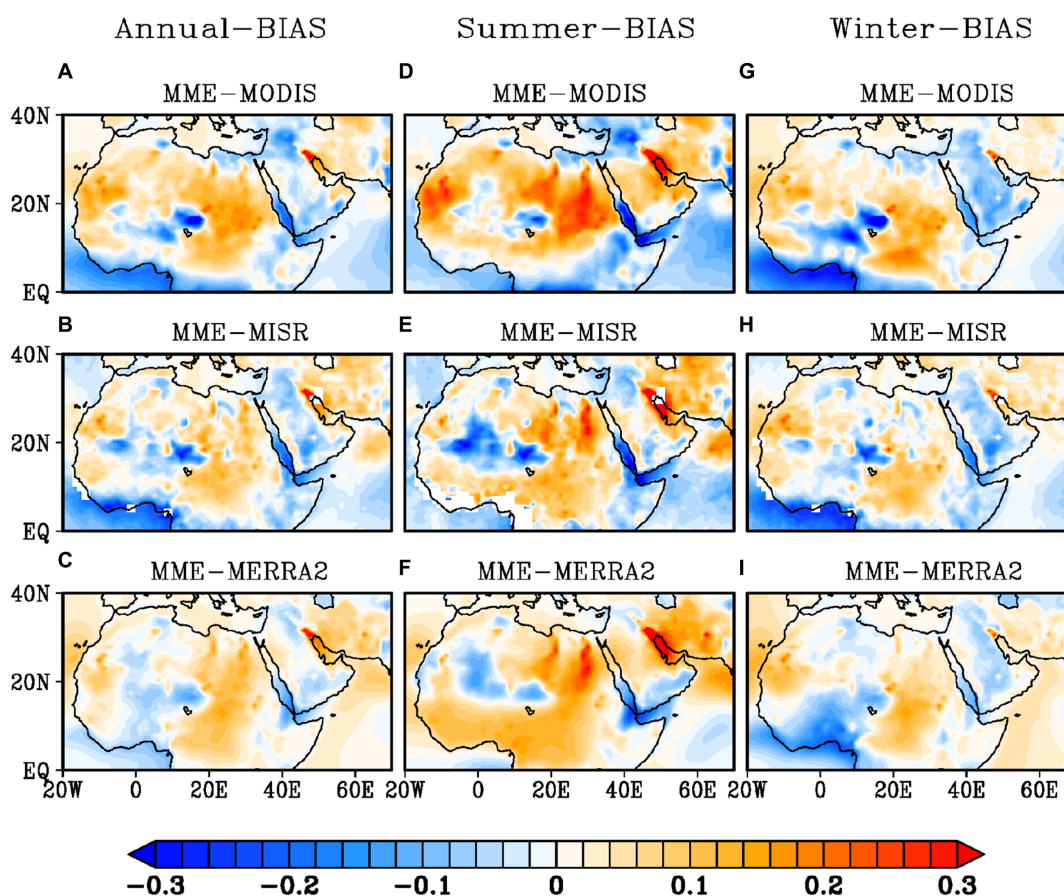 Annual-BIAS Summer-BIAS Winter-BIAS
A D G
MME-MODIS MME-MODIS MME-MODIS
40N
20N
EQ
B E H
MME-MISR MME-MISR MME-MISR
40N
20N
EQ
C F I
MME-MERRA2 MME-MERRA2 MME-MERRA2
40N
20N
EQ
20W 0 20E 40E 60E 0 20E 40E 60E 20W 0 20E 40E 60E
-0.3 -0.2 -0.1 0 0.1 0.2 0.3